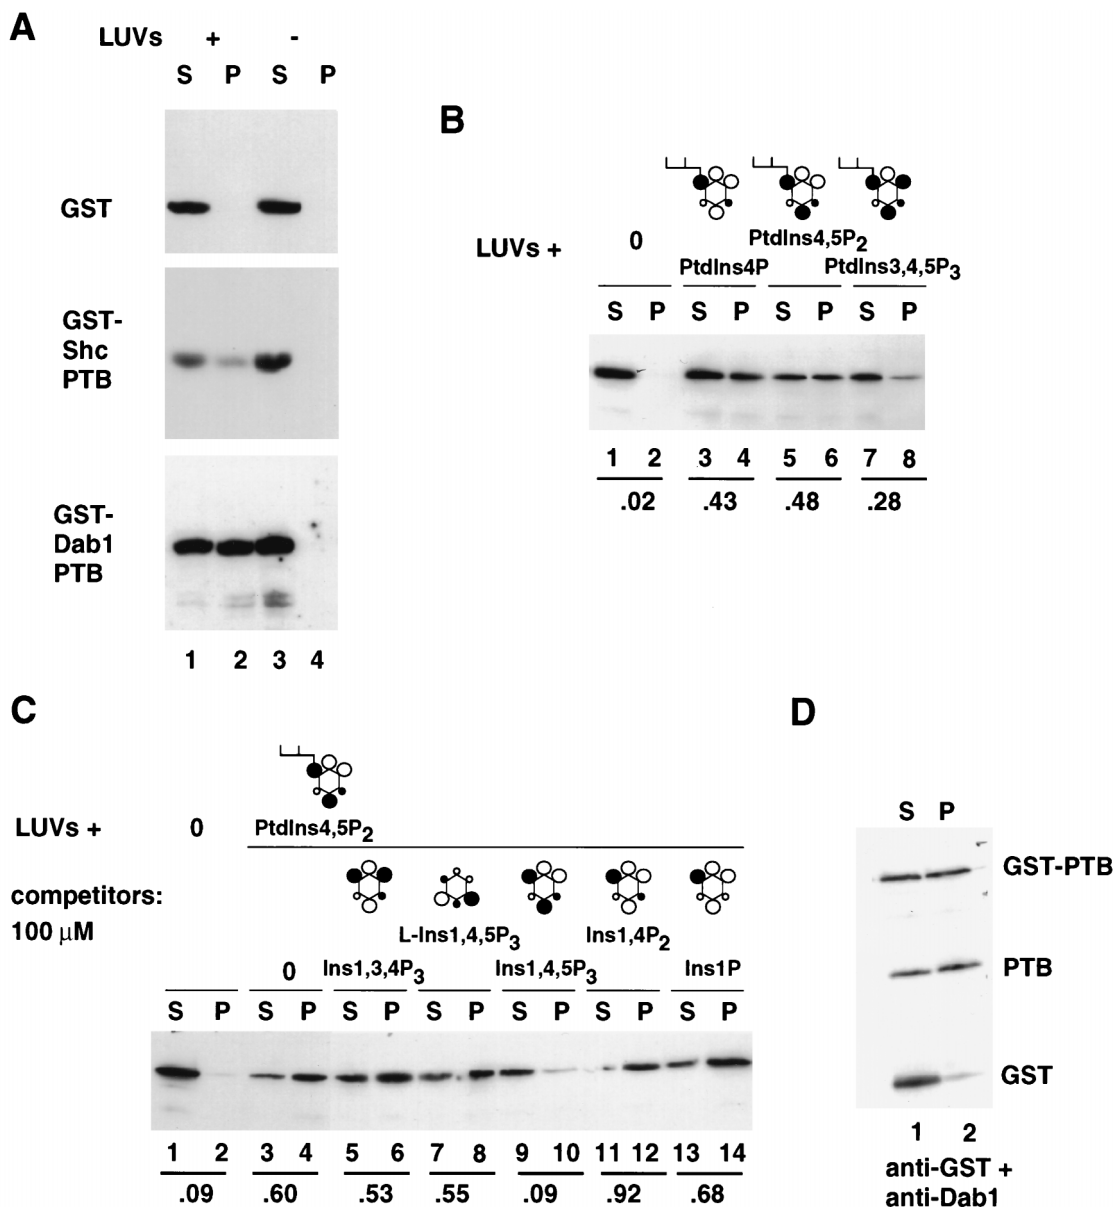 A
LUVs + -
S P S P
GST
GST-
Shc
PTB
GST-
Dab1
PTB
1 2 3 4
B
LUVs +
0
PtdIns4,5P2
PtdIns4P PtdIns3,4,5P3
S P S P S P S P
1 2 3 4 5 6 7 8
.02 .43 .48 .28
C
LUVs + 0 PtdIns4,5P2
competitors:
100 μM
L-Ins1,4,5P3 Ins1,4P2
0 Ins1,3,4P3 Ins1,4,5P3 Ins1P
S P S P S P S P S P S P S P
1 2 3 4 5 6 7 8 9 10 11 12 13 14
.09 .60 .53 .55 .09 .92 .68
D
S P
GST-PTB
PTB
GST
1 2
anti-GST +
anti-Dab1